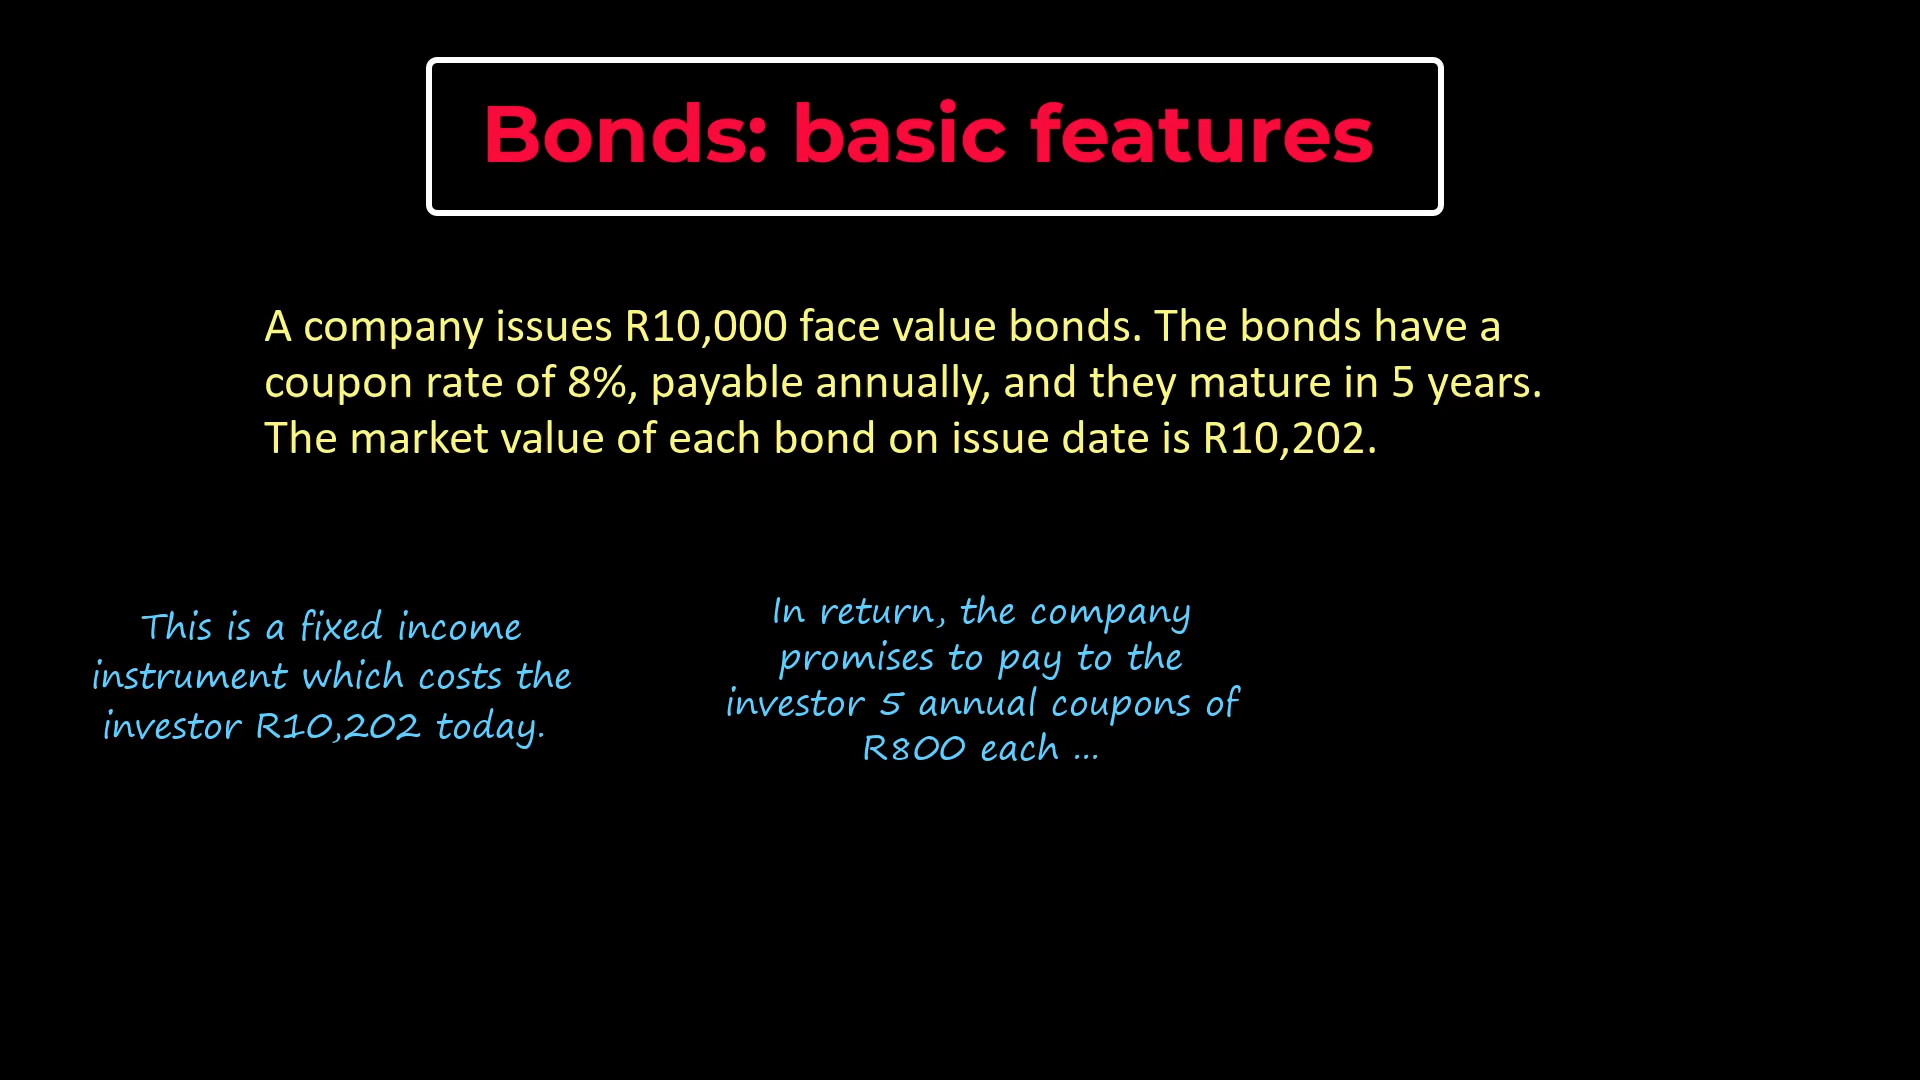 Bonds: basic features
A company issues R10,000 face value bonds. The bonds have a
coupon rate of 8%, payable annually, and they mature in 5 years.
The market value of each bond on issue date is R10,202.
This is a fixed income
instrument which costs the
investor R10,202 today.
In return, the company
promises to pay to the
investor 5 annual coupons of
R800 each ...